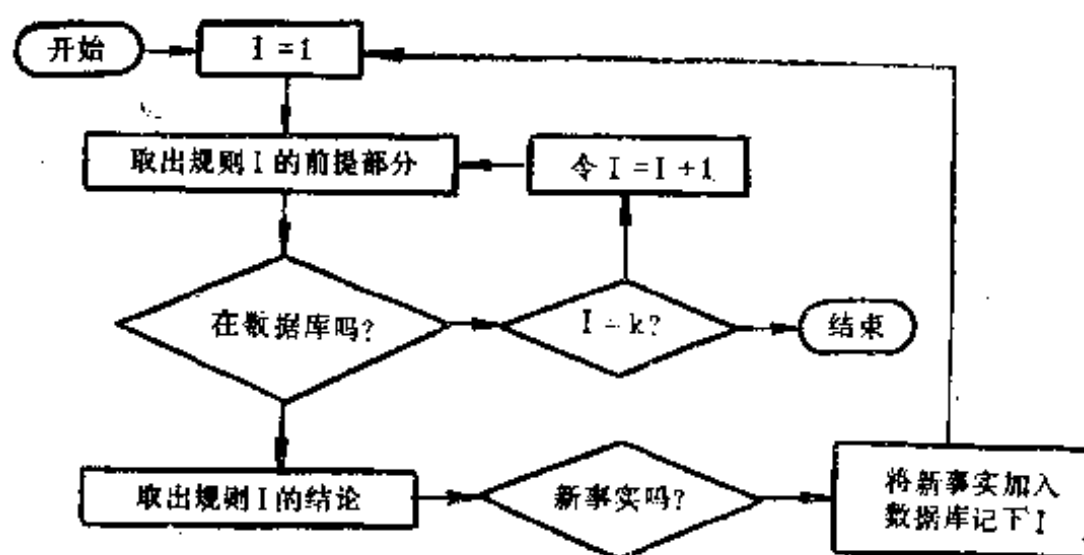 开始
I = 1
取出规则 I 的前提部分
令 I = I + 1
在数据库吗?
I = k?
结束
取出规则 I 的结论
新事实吗?
将新事实加入
数据库记下 I